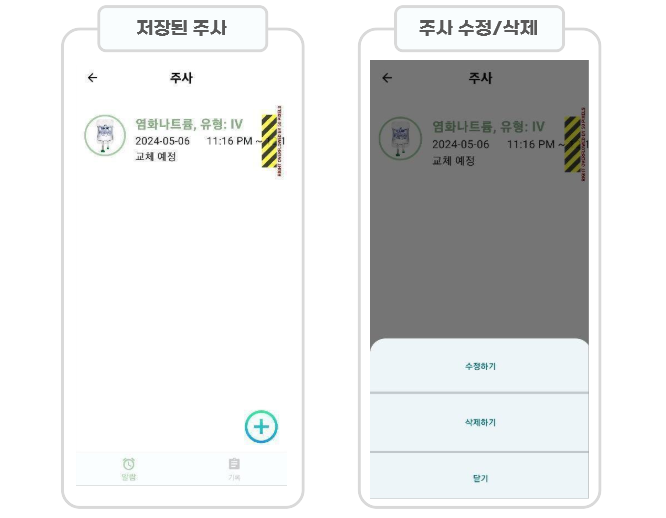 저장된 주사
주사
염화나트륨, 유형: IV
2024-05-06 11:16 PM ~
교체 예정
알람
기록
주사 수정/삭제
주사
염화나트륨, 유형: IV
2024-05-06 11:16 PM ~
교체 예정
수정하기
삭제하기
닫기